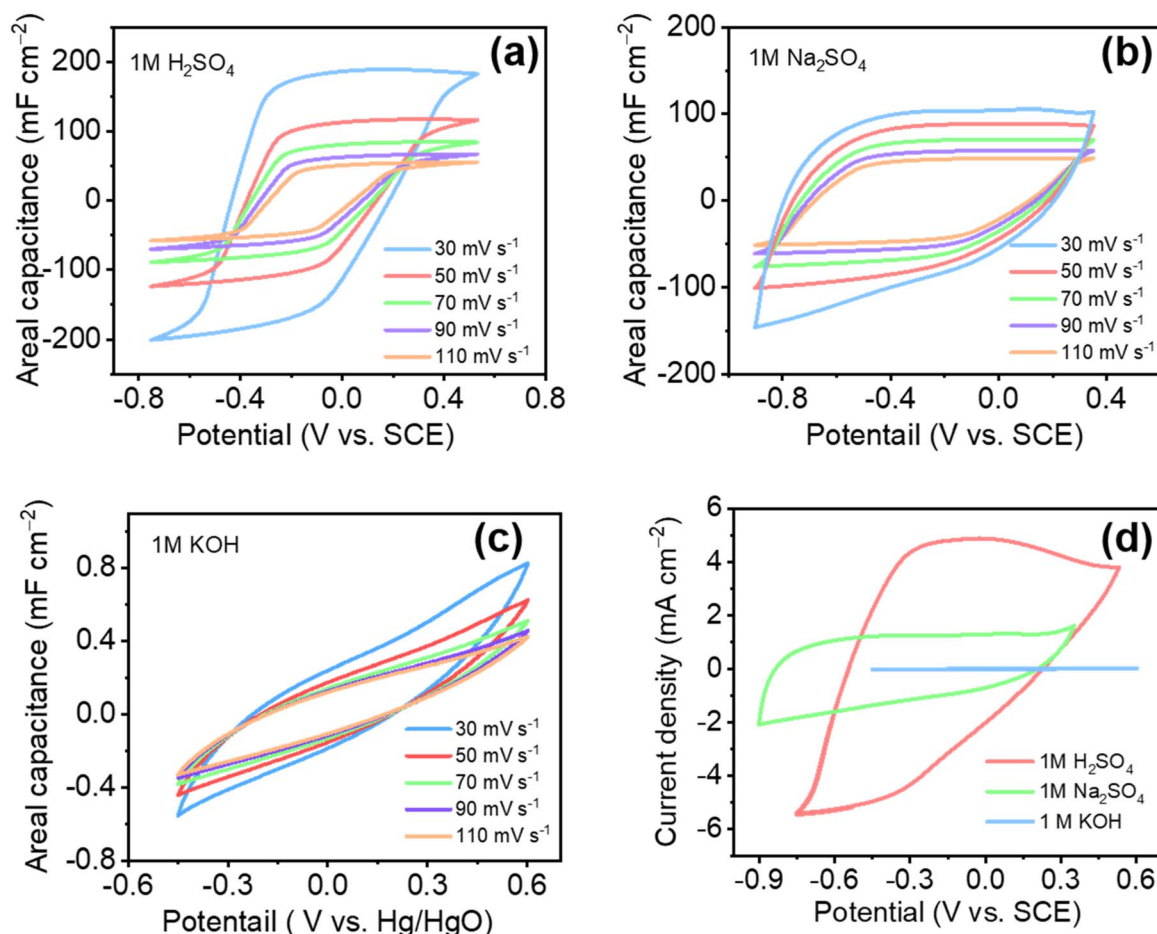 (a)
1M H₂SO₄
Areal capacitance (mF cm⁻²)
200
100
0
-100
-200
30 mV s⁻¹
50 mV s⁻¹
70 mV s⁻¹
90 mV s⁻¹
110 mV s⁻¹
-0.8 -0.4 0.0 0.4 0.8
Potential (V vs. SCE)
(b)
1M Na₂SO₄
Areal capacitance (mF cm⁻²)
200
100
0
-100
-200
30 mV s⁻¹
50 mV s⁻¹
70 mV s⁻¹
90 mV s⁻¹
110 mV s⁻¹
-0.8 -0.4 0.0 0.4
Potentail (V vs. SCE)
(c)
1M KOH
Areal capacitance (mF cm⁻²)
0.8
0.4
0.0
-0.4
-0.8
30 mV s⁻¹
50 mV s⁻¹
70 mV s⁻¹
90 mV s⁻¹
110 mV s⁻¹
-0.6 -0.3 0.0 0.3 0.6
Potentail ( V vs. Hg/HgO)
(d)
Current density (mA cm⁻²)
6
4
2
0
-2
-4
-6
1M H₂SO₄
1M Na₂SO₄
1 M KOH
-0.9 -0.6 -0.3 0.0 0.3 0.6
Potential (V vs. SCE)